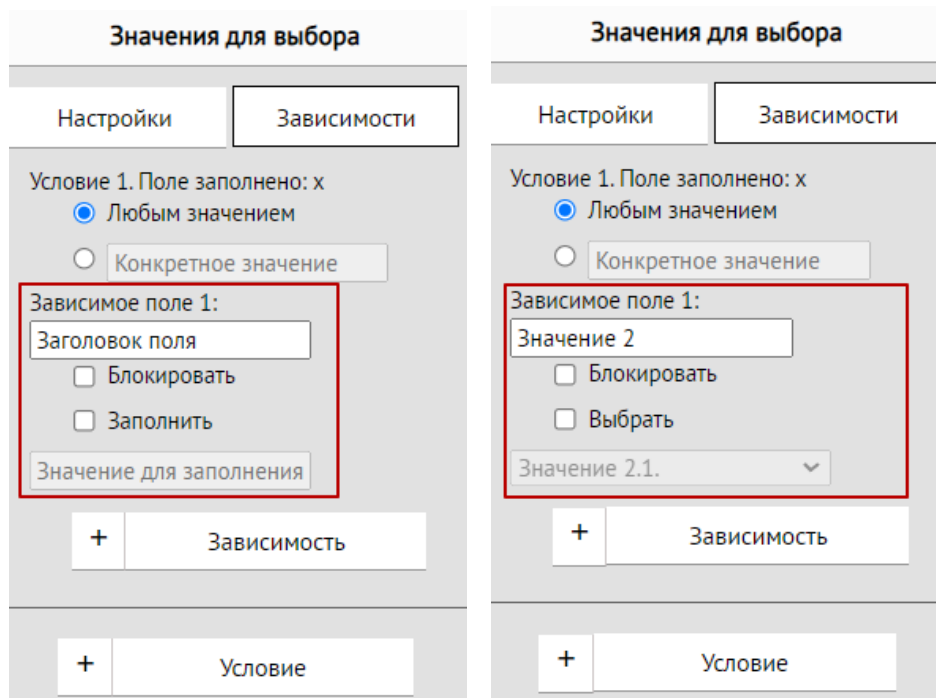 Значения для выбора
Настройки
Зависимости
Условие 1. Поле заполнено: x
Любым значением
Конкретное значение
Зависимое поле 1:
Заголовок поля
Блокировать
Заполнить
Значение для заполнения
+ Зависимость
+ Условие
Значения для выбора
Настройки
Зависимости
Условие 1. Поле заполнено: x
Любым значением
Конкретное значение
Зависимое поле 1:
Значение 2
Блокировать
Выбрать
Значение 2.1.
+ Зависимость
+ Условие